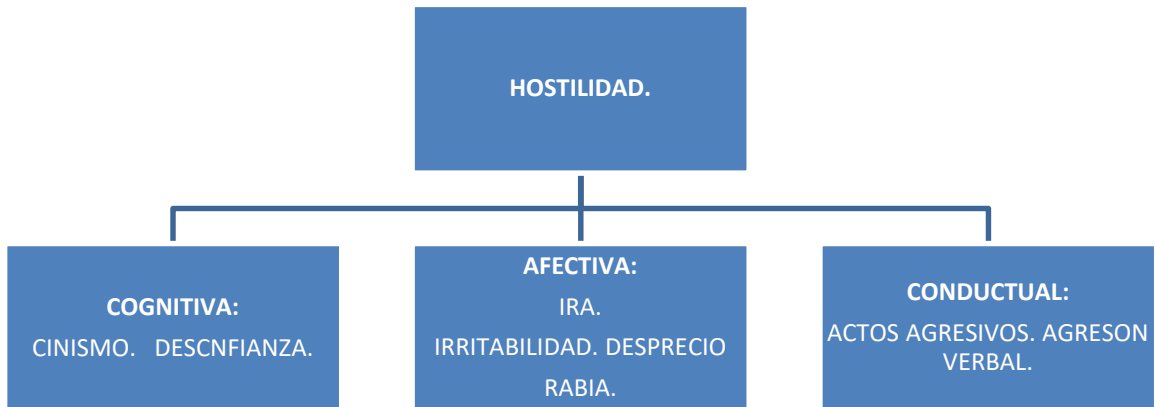 HOSTILIDAD.
COGNITIVA:
CINISMO. DESCNFIANZA.
AFECTIVA:
IRA.
IRRITABILIDAD. DESPRECIO
RABIA.
CONDUCTUAL:
ACTOS AGRESIVOS. AGRESON
VERBAL.